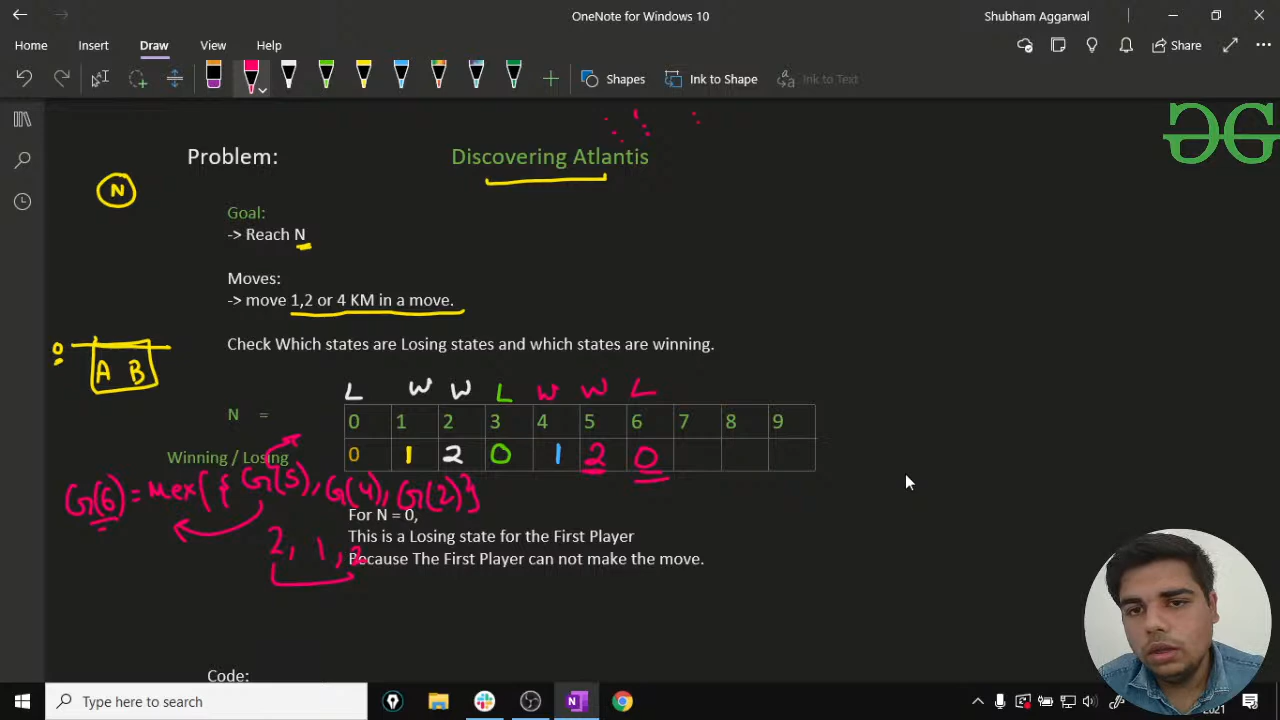 OneNote for Windows 10
Shubham Aggarwal
Home Insert Draw View Help
Share
Shapes
Ink to Shape
Ink to Text
Problem:
Discovering Atlantis
N
Goal:
-> Reach N
Moves:
-> move 1,2 or 4 KM in a move.
0
A B
Check Which states are Losing states and which states are winning.
L W W L W W L
N = 0 1 2 3 4 5 6 7 8 9
Winning / Losing 0 1 2 0 1 2 0
G(6) = Mex({G(5), G(4), G(2)}
For N = 0,
2, 1, 2
This is a Losing state for the First Player
Because The First Player can not make the move.
Code:
Type here to search
2021